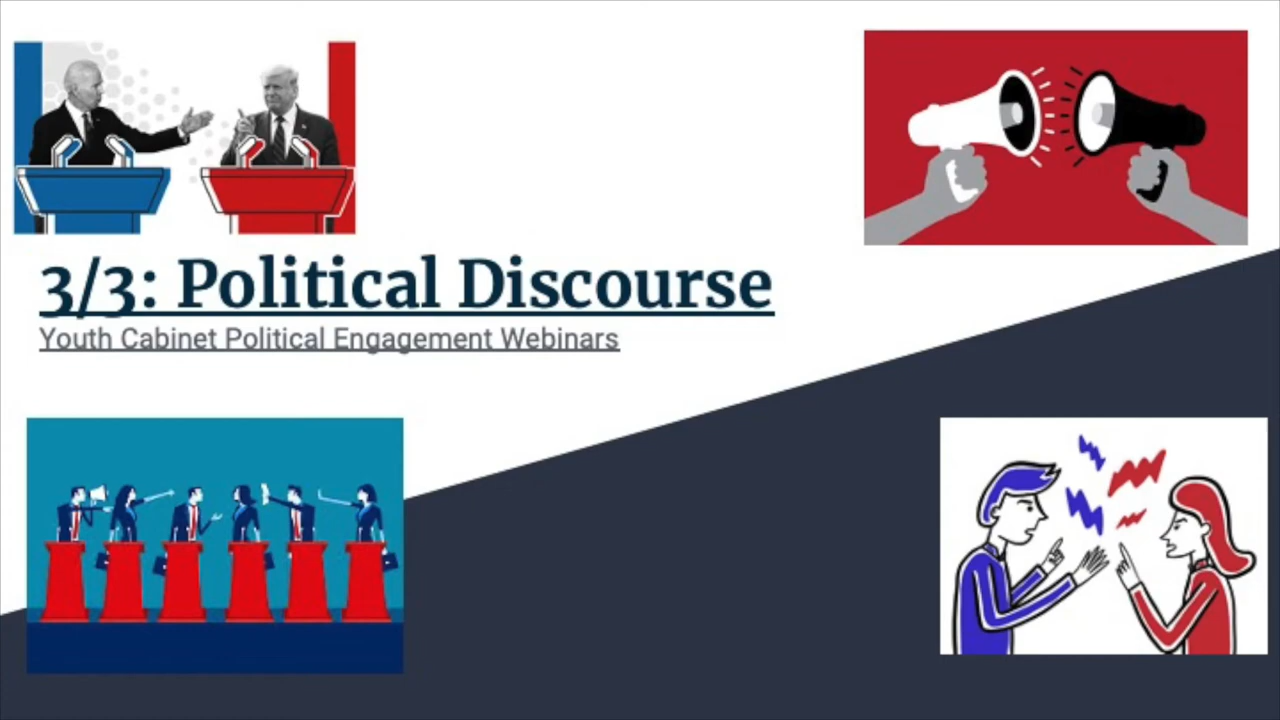 3/3: Political Discourse
Youth Cabinet Political Engagement Webinars